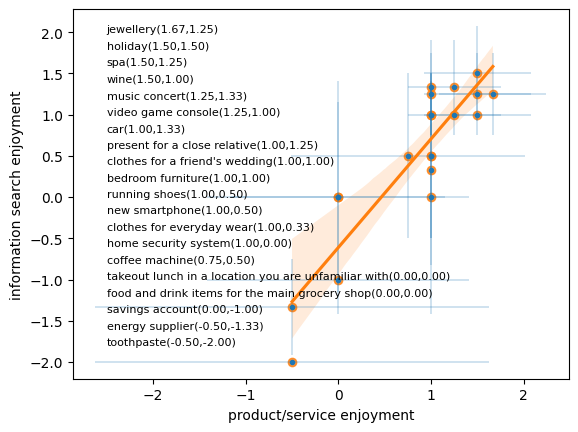 jewellery(1.67,1.25)
holiday(1.50,1.50)
spa(1.50,1.25)
wine(1.50,1.00)
music concert(1.25,1.33)
video game console(1.25,1.00)
car(1.00,1.33)
present for a close relative(1.00,1.25)
clothes for a friend's wedding(1.00,1.00)
bedroom furniture(1.00,1.00)
running shoes(1.00,0.50)
new smartphone(1.00,0.50)
clothes for everyday wear(1.00,0.33)
home security system(1.00,0.00)
coffee machine(0.75,0.50)
takeout lunch in a location you are unfamiliar with(0.00,0.00)
food and drink items for the main grocery shop(0.00,0.00)
savings account(0.00,-1.00)
energy supplier(-0.50,-1.33)
toothpaste(-0.50,-2.00)
information search enjoyment
2.0
1.5
1.0
0.5
0.0
−0.5
−1.0
−1.5
−2.0
−2
−1
0
1
2
product/service enjoyment